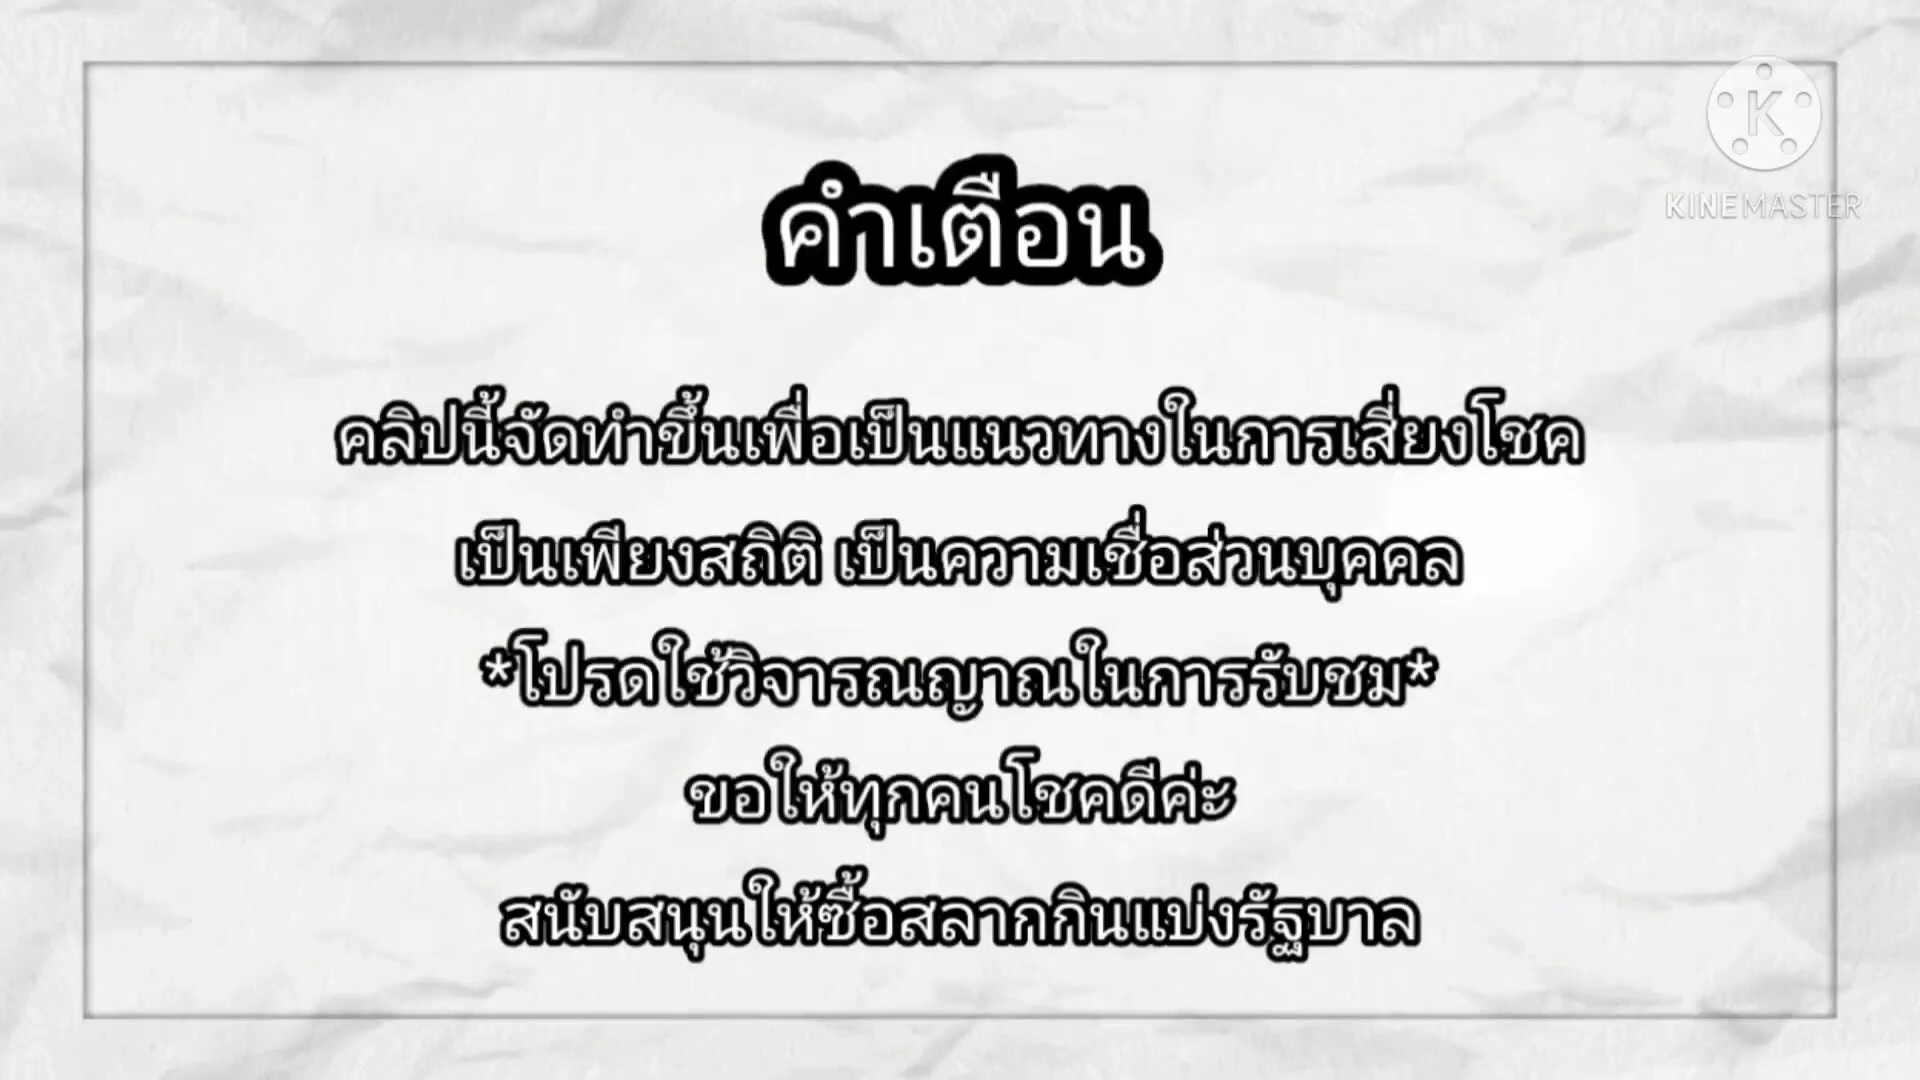 KINEMASTER
คำเตือน
คลิปนี้จัดทำขึ้นเพื่อเป็นแนวทางในการเสี่ยงโชค
เป็นเพียงสถิติ เป็นความเชื่อส่วนบุคคล
*โปรดใช้วิจารณญาณในการรับชม*
ขอให้ทุกคนโชคดีค่ะ
สนับสนุนให้ซื้อสลากกินแบ่งรัฐบาล